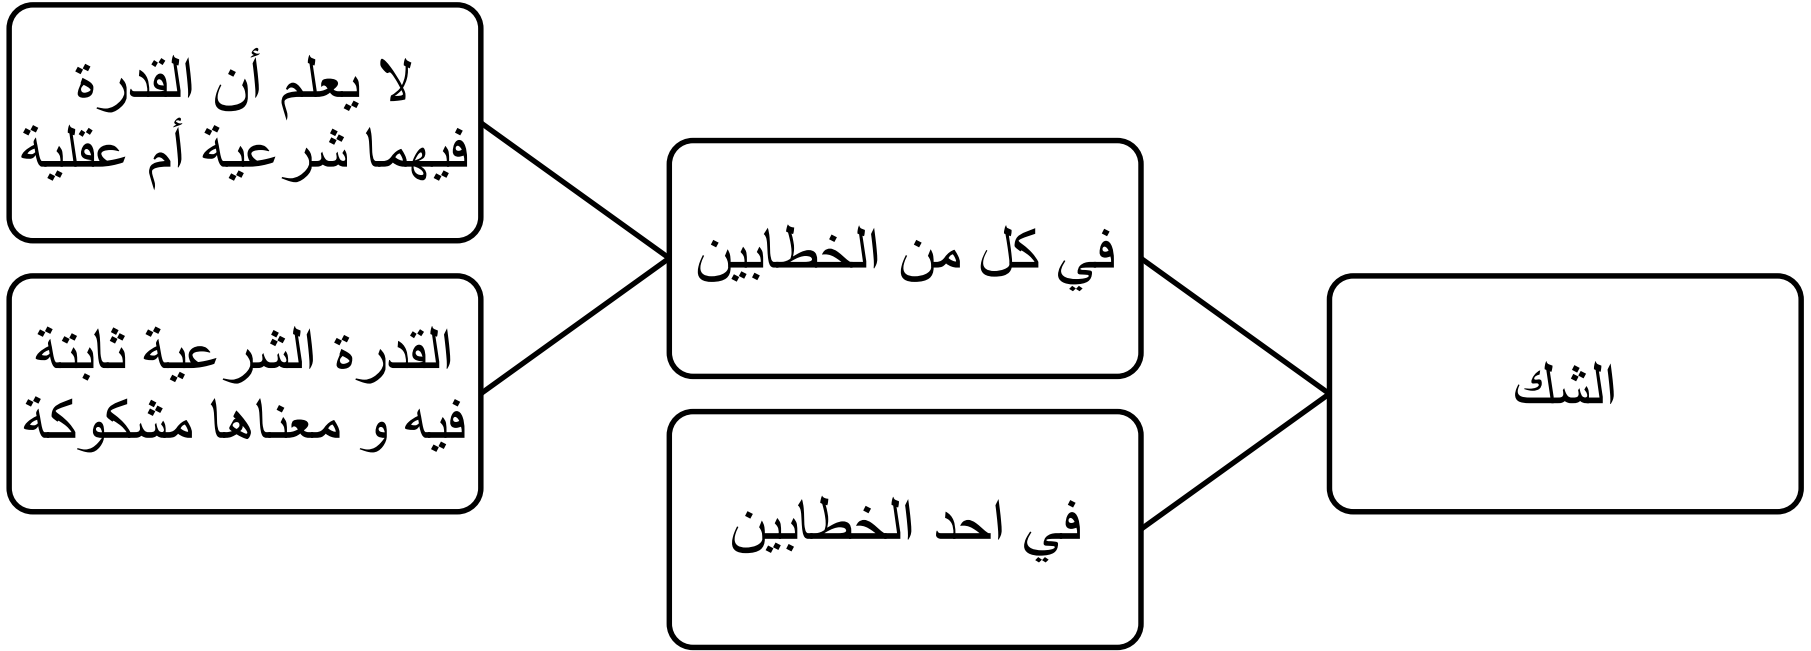 الشك
في كل من الخطابين
لا يعلم أن القدرة
فيهما شرعية أم عقلية
القدرة الشرعية ثابتة
فيه و معناها مشكوكة
في احد الخطابين